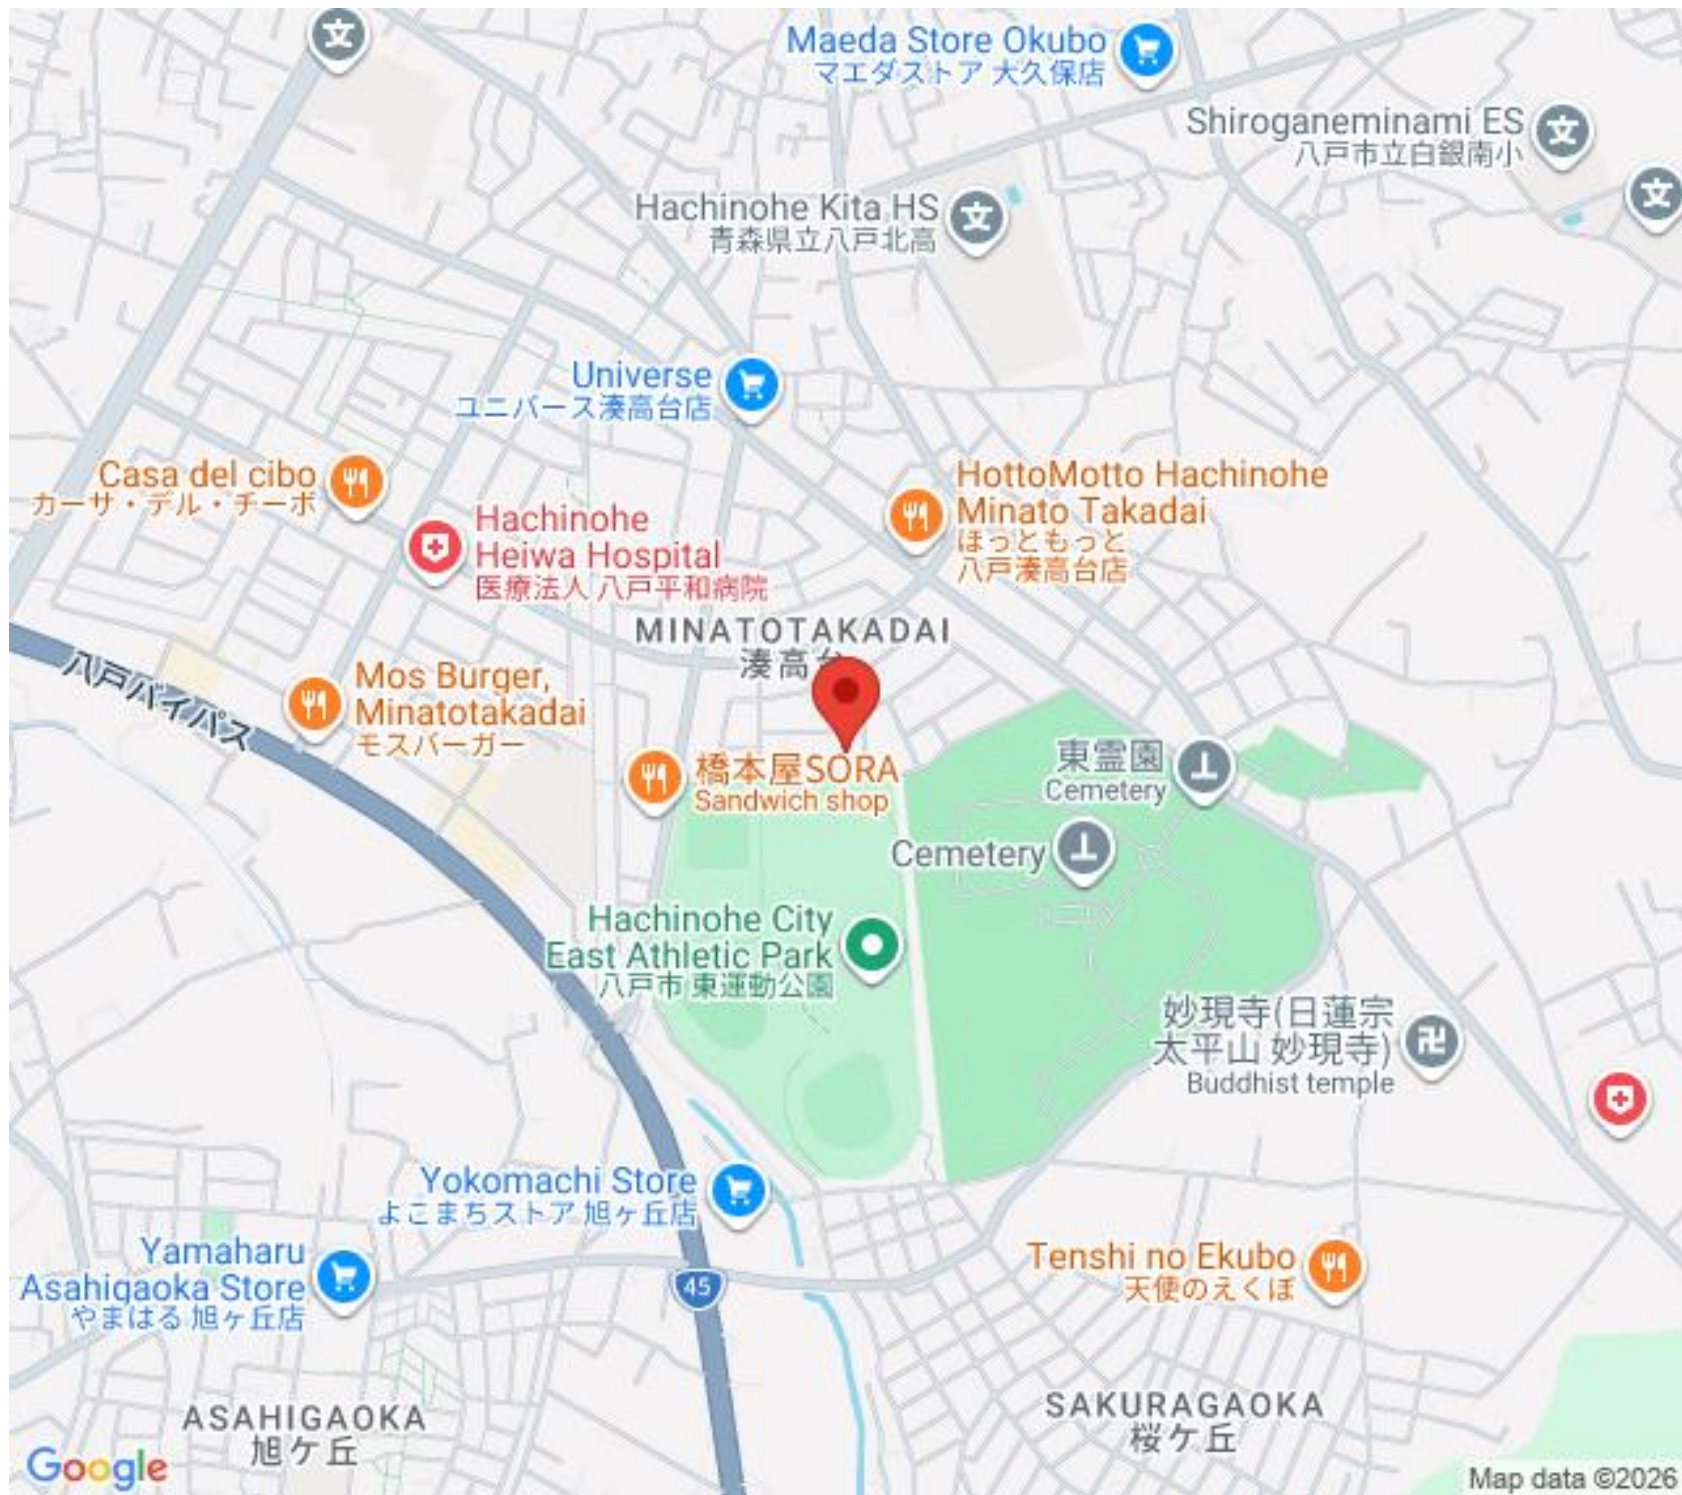 文
Maeda Store Okubo
マエダストア 大久保店
Shiroganeminami ES
八戸市立白銀南小
文
文
Hachinohe Kita HS
青森県立八戸北高
文
Universe
ユニバース湊高台店
Casa del cibo
カーサ・デル・チーボ
HottoMotto Hachinohe
Minato Takadai
ほっともっと
八戸湊高台店
Hachinohe
Heiwa Hospital
医療法人 八戸平和病院
MINATOTAKADAI
湊高台
八戸バイパス
Mos Burger,
Minatotakadai
モスバーガー
橋本屋SORA
Sandwich shop
東霊園
Cemetery
Cemetery
Hachinohe City
East Athletic Park
八戸市 東運動公園
妙現寺(日蓮宗
太平山 妙現寺)
Buddhist temple
Yokomachi Store
よこまちストア 旭ヶ丘店
Yamaharu
Asahigaoka Store
やまはる 旭ヶ丘店
45
Tenshi no Ekubo
天使のえくぼ
ASAHIGAOKA
旭ケ丘
SAKURAGAOKA
桜ケ丘
Google
Map data ©2026